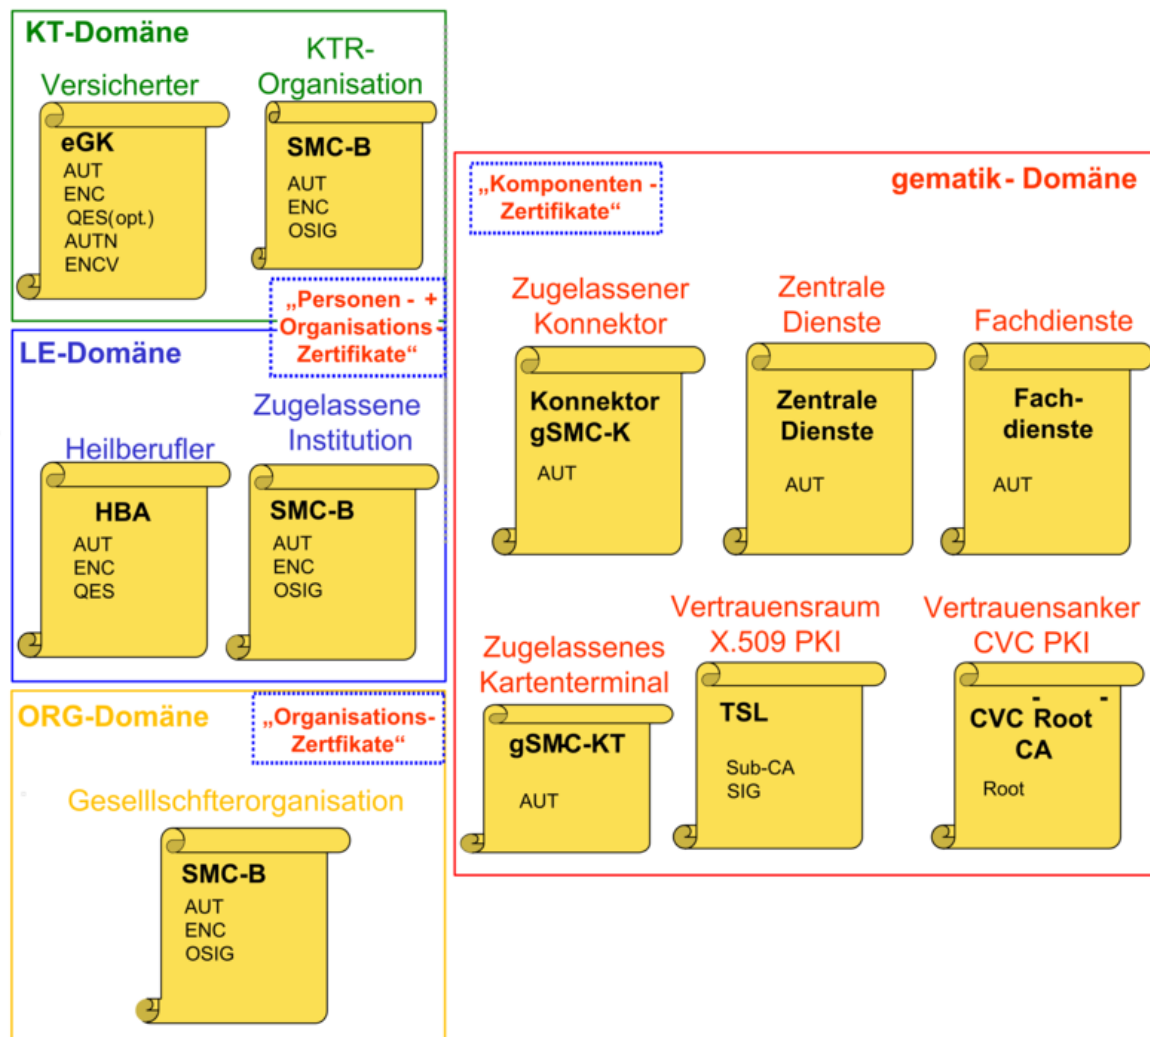 KT-Domäne
Versicherter
eGK
AUT
ENC
QES(opt.)
AUTN
ENCV
KTR-
Organisation
SMC-B
AUT
ENC
OSIG
„Personen - +
Organisations-
Zertifikate“
LE-Domäne
Heilberufler
HBA
AUT
ENC
QES
Zugelassene
Institution
SMC-B
AUT
ENC
OSIG
ORG-Domäne
„Organisations-
Zertfikate“
Geselllschfterorganisation
SMC-B
AUT
ENC
OSIG
„Komponenten -
Zertifikate“
gematik - Domäne
Zugelassener
Konnektor
Konnektor
gSMC-K
AUT
Zentrale
Dienste
Zentrale
Dienste
AUT
Fachdienste
Fach-
dienste
AUT
Zugelassenes
Kartenterminal
gSMC-KT
AUT
Vertrauensraum
X.509 PKI
TSL
Sub-CA
SIG
Vertrauensanker
CVC PKI
CVC - Root -
CA
Root